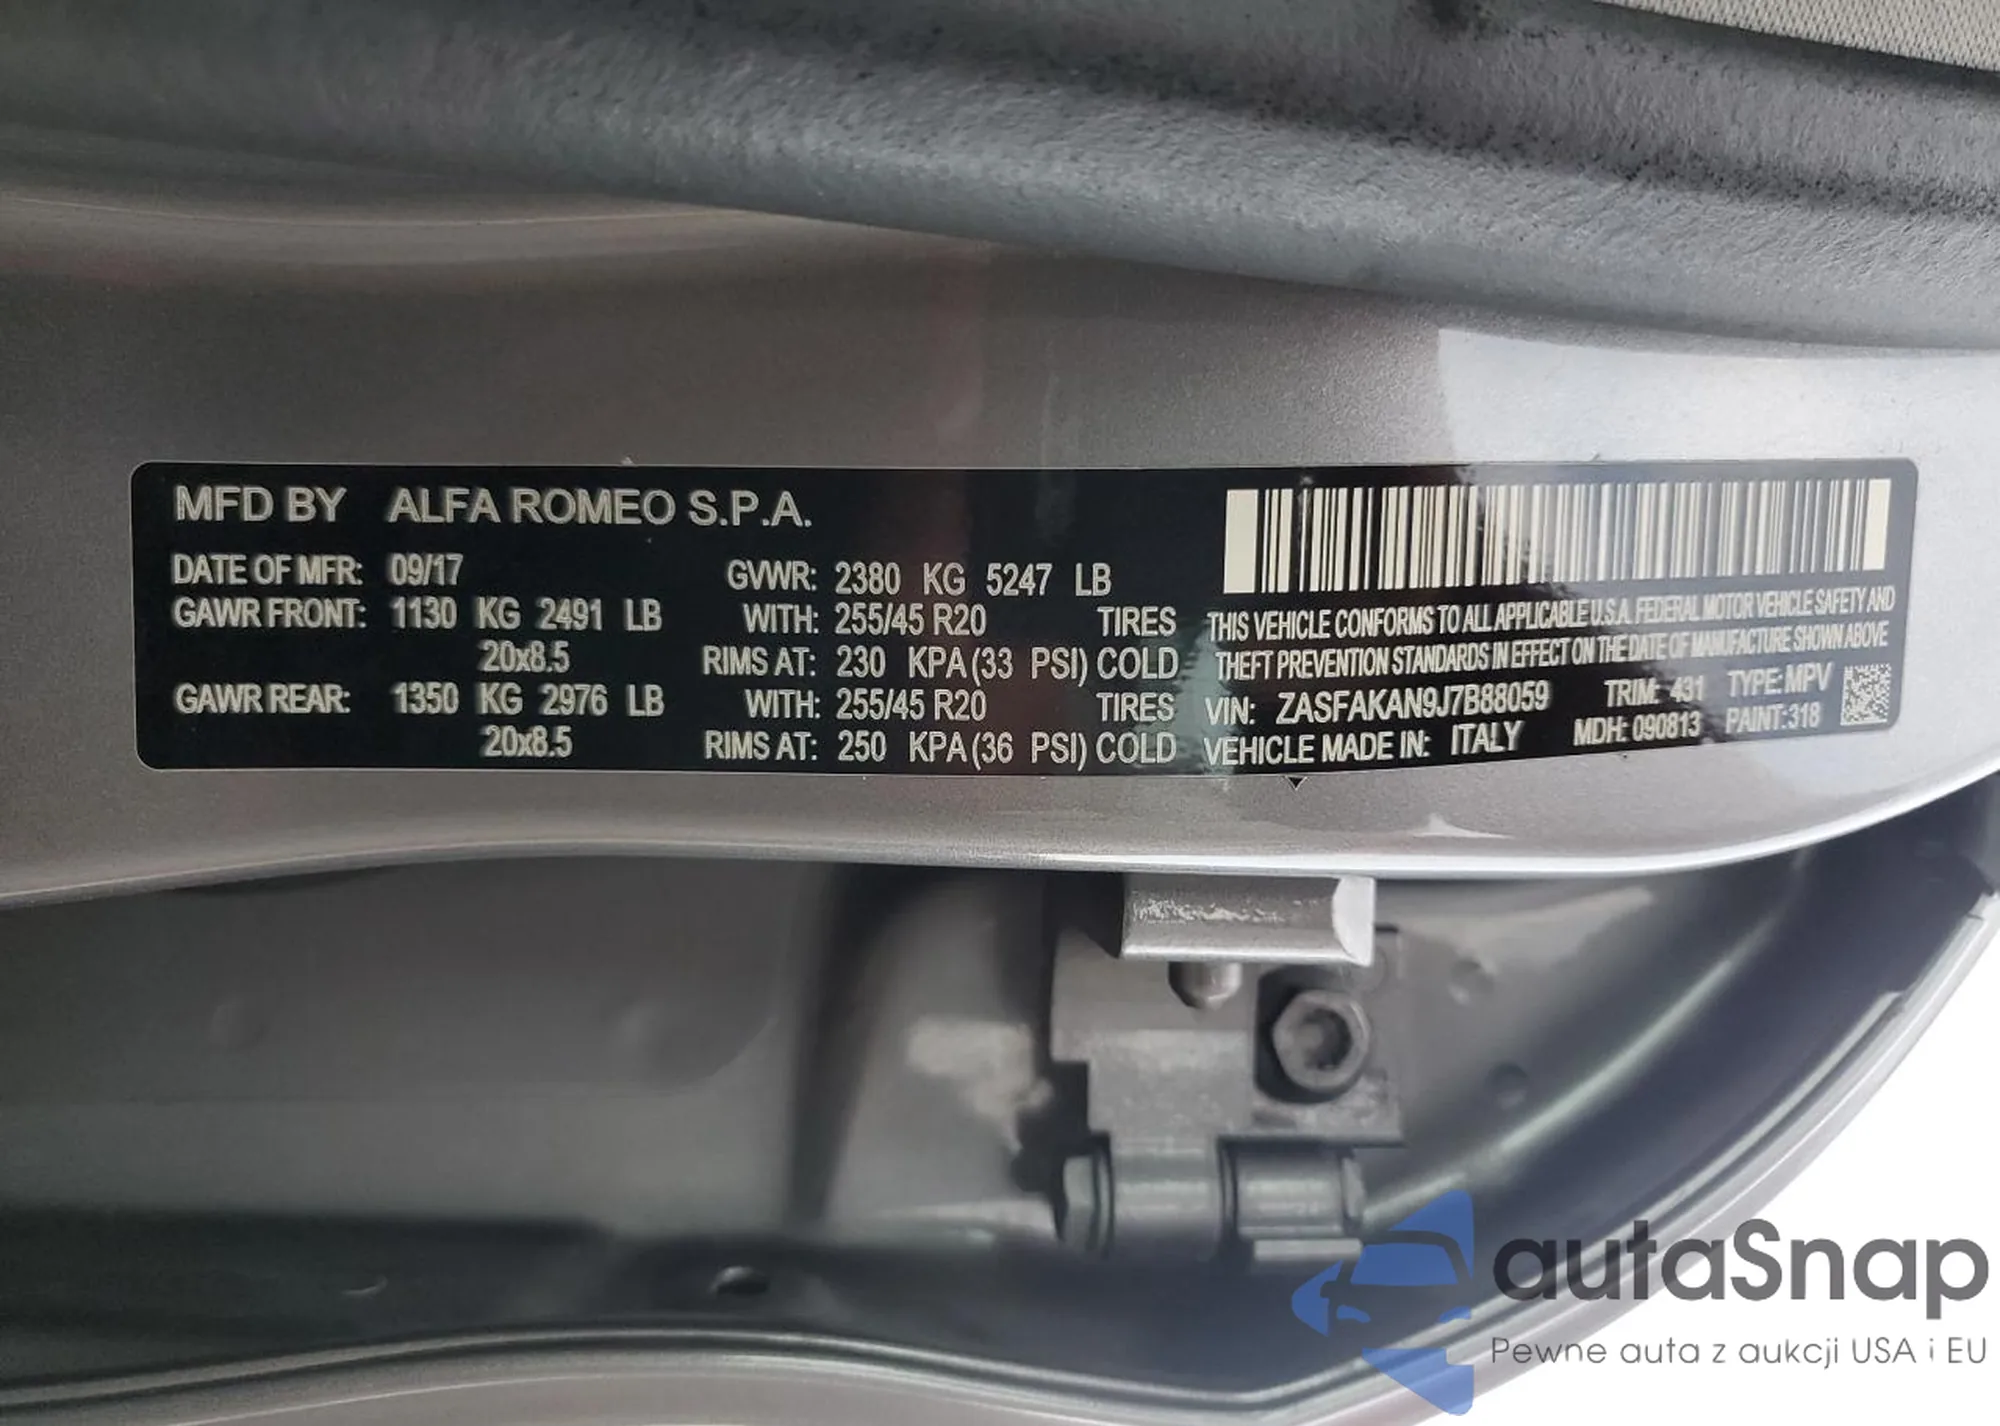 MFD BY ALFA ROMEO S.P.A.
DATE OF MFR: 09/17 GVWR: 2380 KG 5247 LB
GAWR FRONT: 1130 KG 2491 LB WITH: 255/45 R20 TIRES
20x8.5 RIMS AT: 230 KPA(33 PSI) COLD
GAWR REAR: 1350 KG 2976 LB WITH: 255/45 R20 TIRES
20x8.5 RIMS AT: 250 KPA(36 PSI) COLD
THIS VEHICLE CONFORMS TO ALL APPLICABLE U.S.A. FEDERAL MOTOR VEHICLE SAFETY AND
THEFT PREVENTION STANDARDS IN EFFECT ON THE DATE OF MANUFACTURE SHOWN ABOVE
VIN: ZASFAKAN9J7B88059 TRIM: 431 TYPE: MPV
VEHICLE MADE IN: ITALY MDH: 090813 PAINT: 318
autaSnap
Pewne auta z aukcji USA i EU